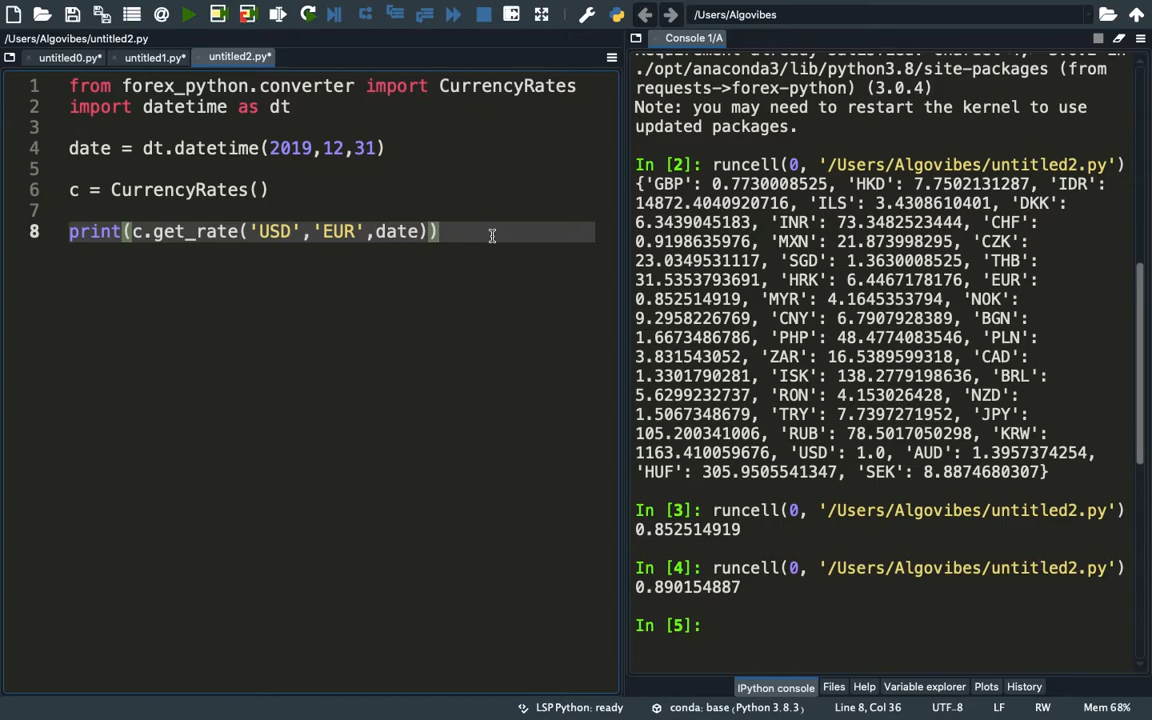 /Users/Algovibes
/Users/Algovibes/untitled2.py
untitled0.py*
untitled1.py*
untitled2.py*
1 from forex_python.converter import CurrencyRates
2 import datetime as dt
3
4 date = dt.datetime(2019,12,31)
5
6 c = CurrencyRates()
7
8 print(c.get_rate('USD','EUR',date))
Console 1/A
./opt/anaconda3/lib/python3.8/site-packages (from
requests->forex-python) (3.0.4)
Note: you may need to restart the kernel to use
updated packages.
In [2]: runcell(0, '/Users/Algovibes/untitled2.py')
{'GBP': 0.7730008525, 'HKD': 7.7502131287, 'IDR':
14872.4040920716, 'ILS': 3.4308610401, 'DKK':
6.3439045183, 'INR': 73.3482523444, 'CHF':
0.9198635976, 'MXN': 21.873998295, 'CZK':
23.0349531117, 'SGD': 1.3630008525, 'THB':
31.5353793691, 'HRK': 6.4467178176, 'EUR':
0.852514919, 'MYR': 4.1645353794, 'NOK':
9.2958226769, 'CNY': 6.7907928389, 'BGN':
1.6673486786, 'PHP': 48.4774083546, 'PLN':
3.831543052, 'ZAR': 16.5389599318, 'CAD':
1.3301790281, 'ISK': 138.2779198636, 'BRL':
5.6299232737, 'RON': 4.153026428, 'NZD':
1.5067348679, 'TRY': 7.7397271952, 'JPY':
105.200341006, 'RUB': 78.5017050298, 'KRW':
1163.410059676, 'USD': 1.0, 'AUD': 1.3957374254,
'HUF': 305.9505541347, 'SEK': 8.8874680307}
In [3]: runcell(0, '/Users/Algovibes/untitled2.py')
0.852514919
In [4]: runcell(0, '/Users/Algovibes/untitled2.py')
0.890154887
In [5]:
IPython console Files Help Variable explorer Plots History
LSP Python: ready conda: base (Python 3.8.3) Line 8, Col 36 UTF-8 LF RW Mem 68%